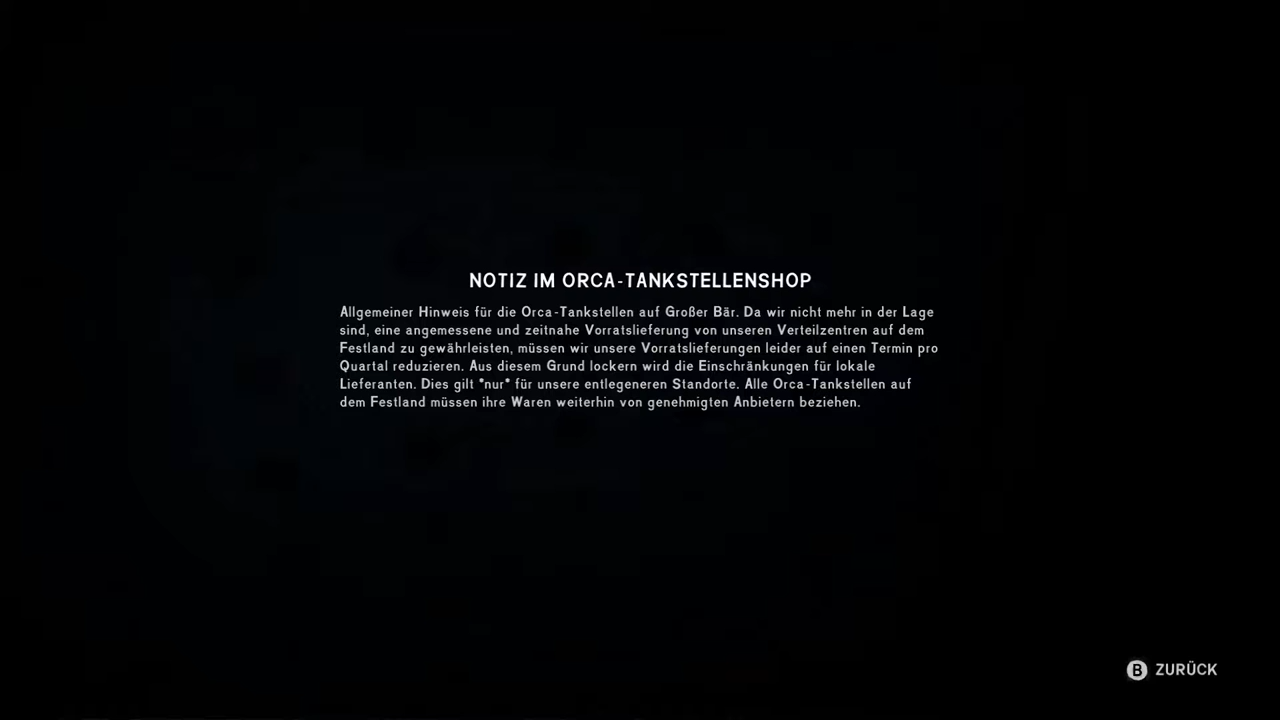 NOTIZ IM ORCA-TANKSTELLENSHOP
Allgemeiner Hinweis für die Orca-Tankstellen auf Großer Bär. Da wir nicht mehr in der Lage
sind, eine angemessene und zeitnahe Vorratslieferung von unseren Verteilzentren auf dem
Festland zu gewährleisten, müssen wir unsere Vorratslieferungen leider auf einen Termin pro
Quartal reduzieren. Aus diesem Grund lockern wird die Einschränkungen für lokale
Lieferanten. Dies gilt *nur* für unsere entlegeneren Standorte. Alle Orca-Tankstellen auf
dem Festland müssen ihre Waren weiterhin von genehmigten Anbietern beziehen.
B ZURÜCK